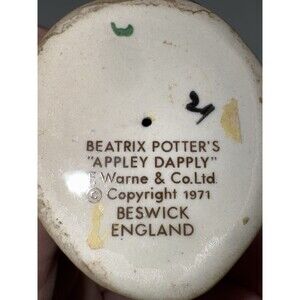 BEATRIX POTTER'S
"APPLEY DAPPLY"
F. Warne & Co. Ltd.
© Copyright 1971
BESWICK
ENGLAND